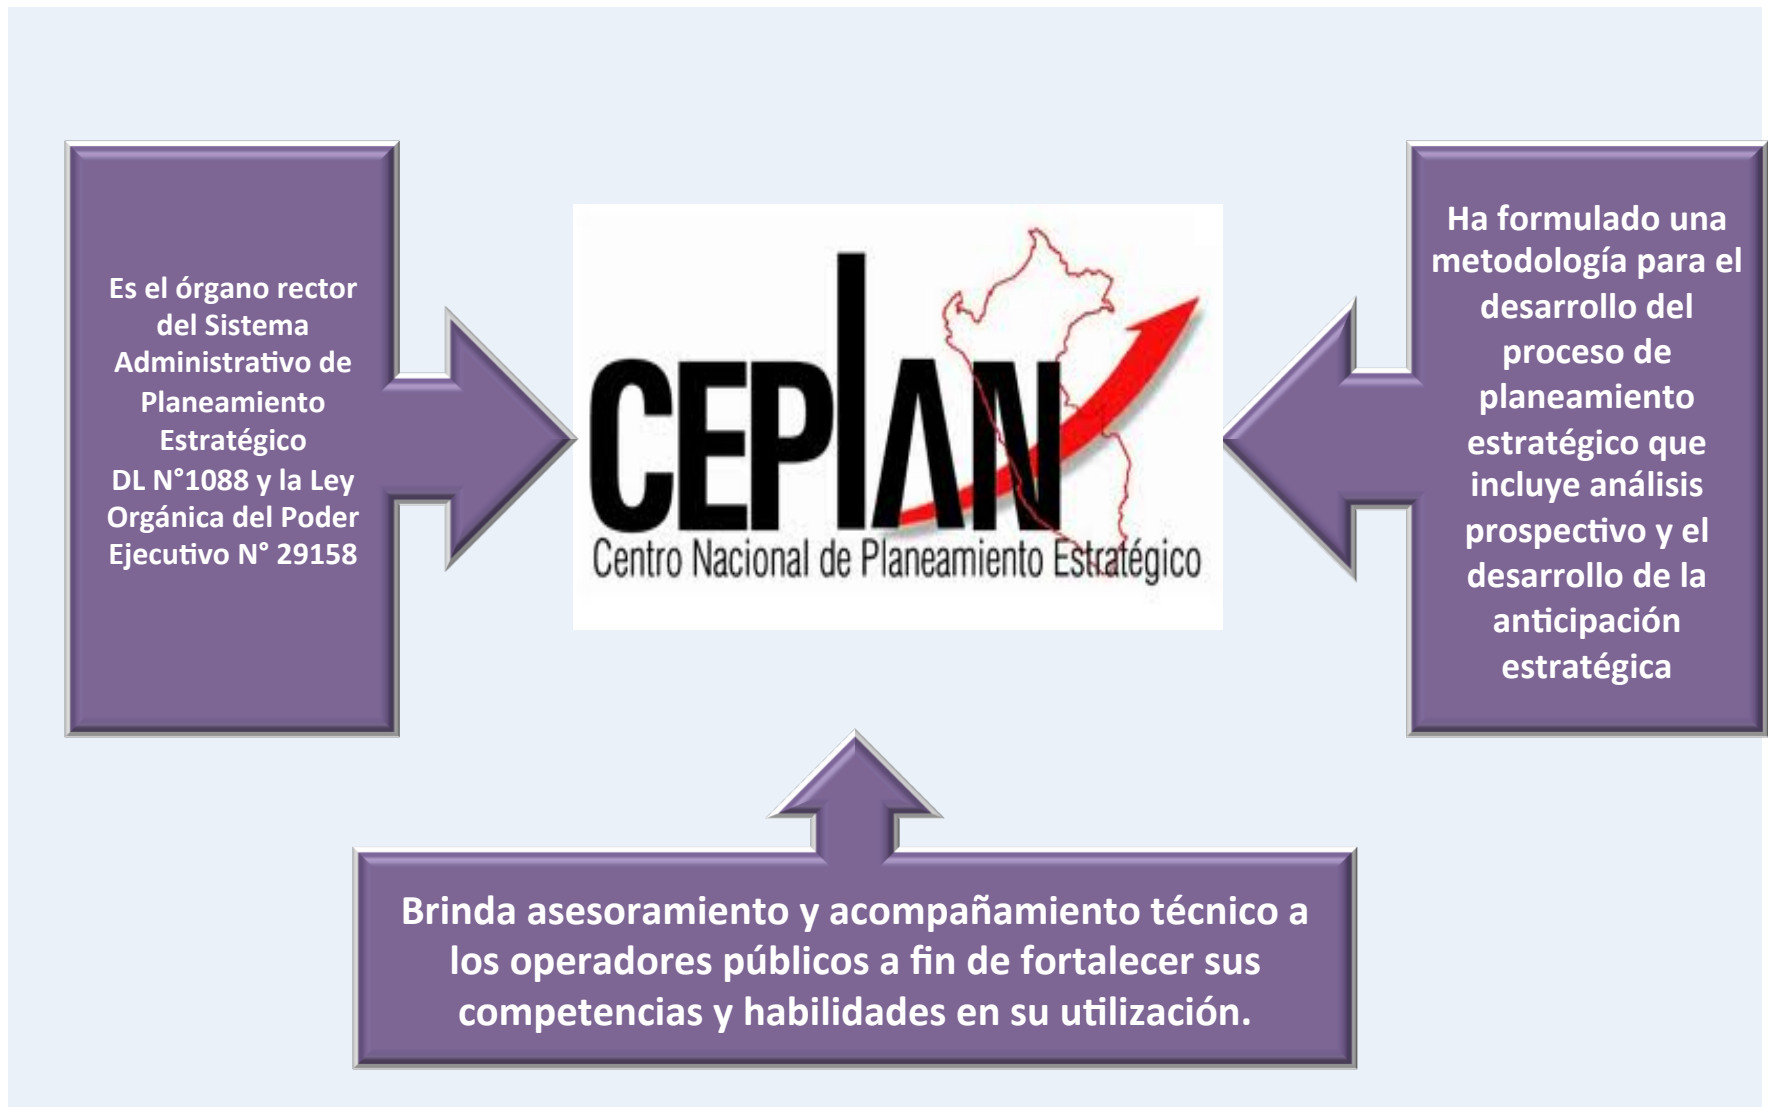 Es el órgano rector
del Sistema
Administrativo de
Planeamiento
Estratégico
DL N°1088 y la Ley
Orgánica del Poder
Ejecutivo N° 29158
CEPLAN
Centro Nacional de Planeamiento Estratégico
Ha formulado una
metodología para el
desarrollo del
proceso de
planeamiento
estratégico que
incluye análisis
prospectivo y el
desarrollo de la
anticipación
estratégica
Brinda asesoramiento y acompañamiento técnico a
los operadores públicos a fin de fortalecer sus
competencias y habilidades en su utilización.